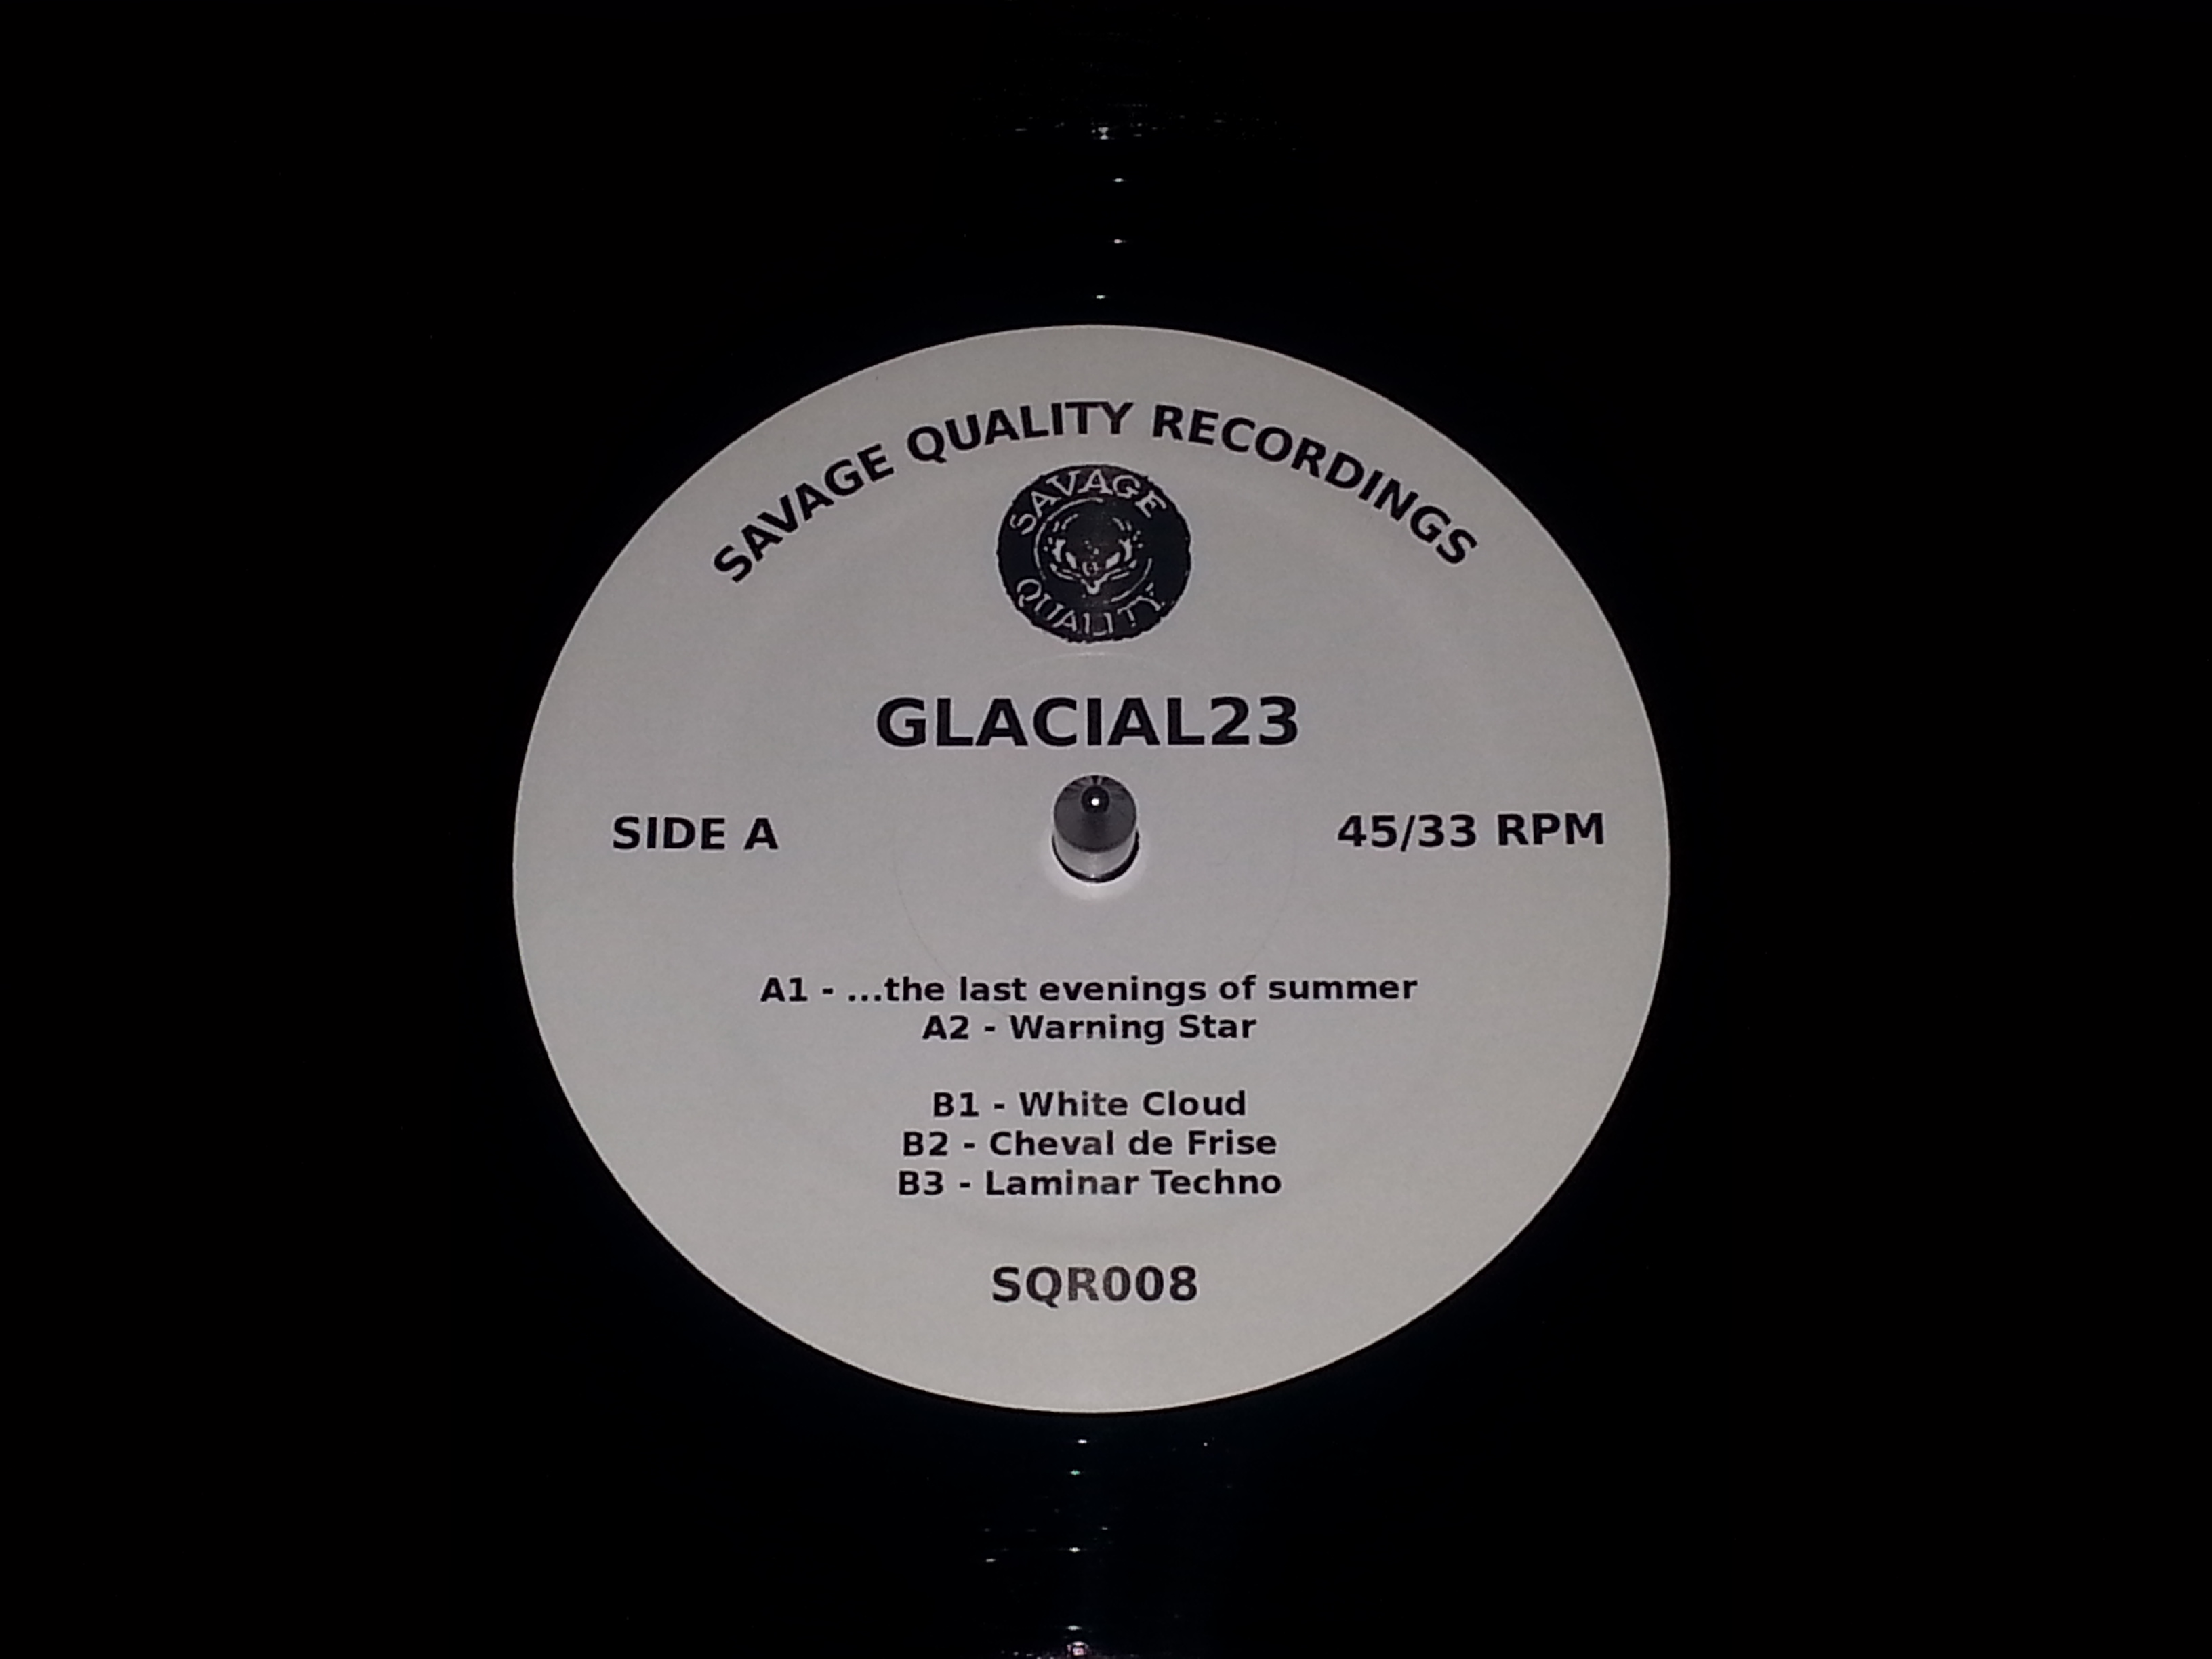 SAVAGE QUALITY RECORDINGS
SAVAGE
QUALITY
GLACIAL23
SIDE A
45/33 RPM
A1 - ...the last evenings of summer
A2 - Warning Star
B1 - White Cloud
B2 - Cheval de Frise
B3 - Laminar Techno
SQR008